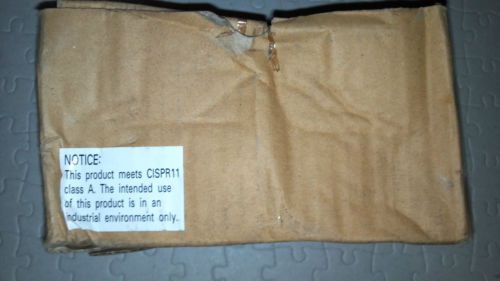 NOTICE:
This product meets CISPR11
class A. The intended use
of this product is in an
industrial environment only.